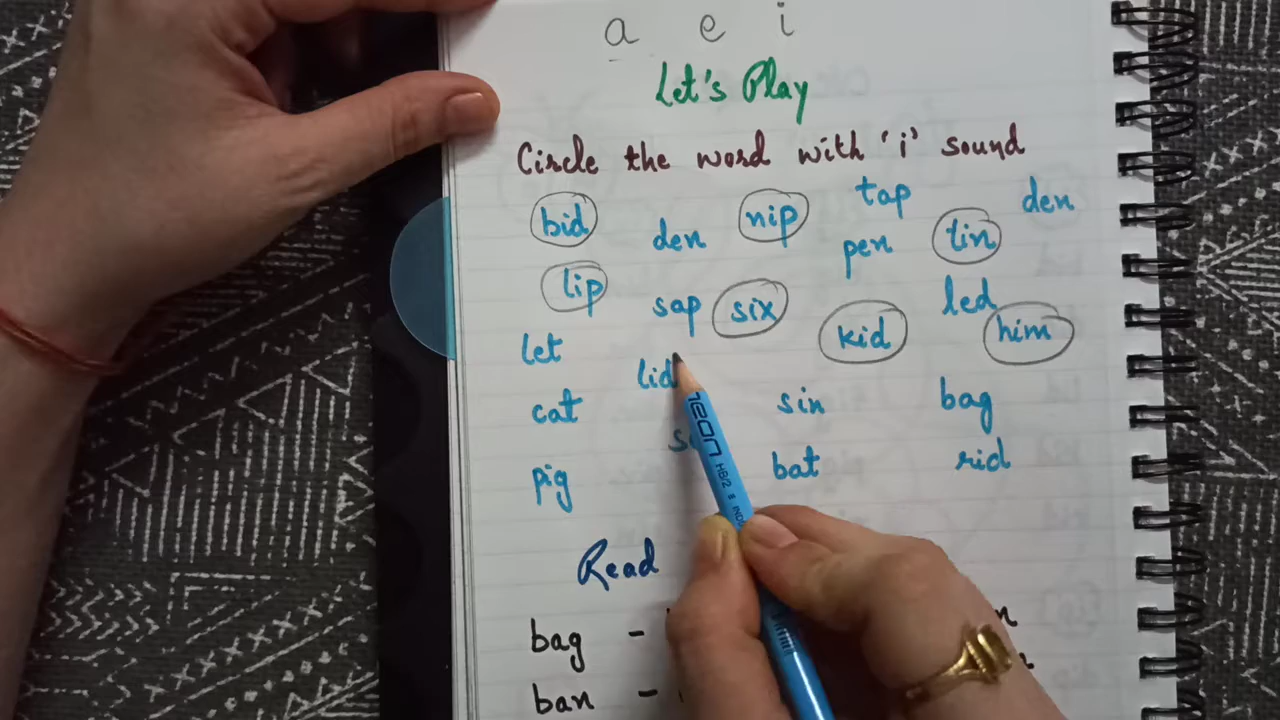 a e i
Let's Play
Circle the word with 'i' sound
bid den nip tap den
pen tin
lip sap six led
let kid him
lid
cat sin bag
pig bat rid
Read
bag -
ban -